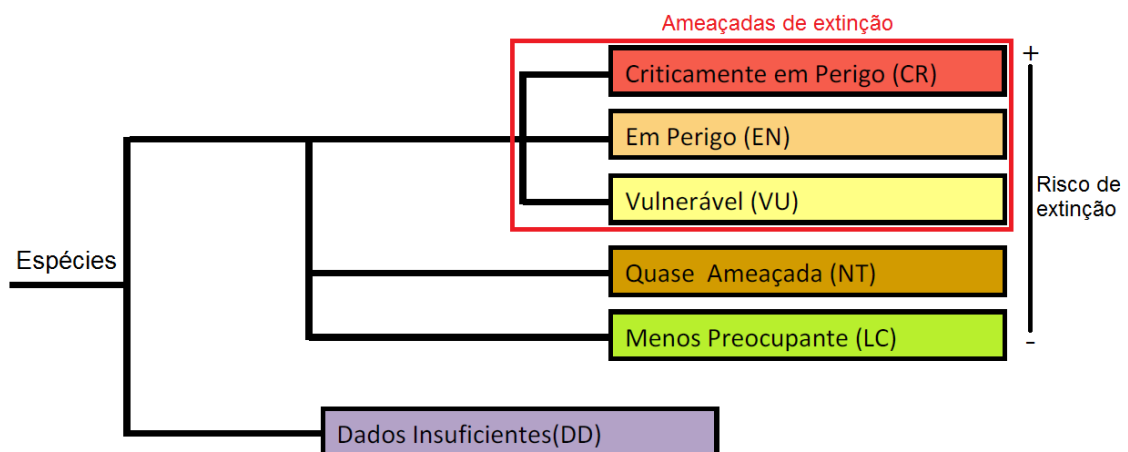 Ameaçadas de extinção
Criticamente em Perigo (CR)
+
Em Perigo (EN)
Vulnerável (VU)
Risco de
extinção
Espécies
Quase  Ameaçada (NT)
Menos Preocupante (LC)
-
Dados Insuficientes(DD)